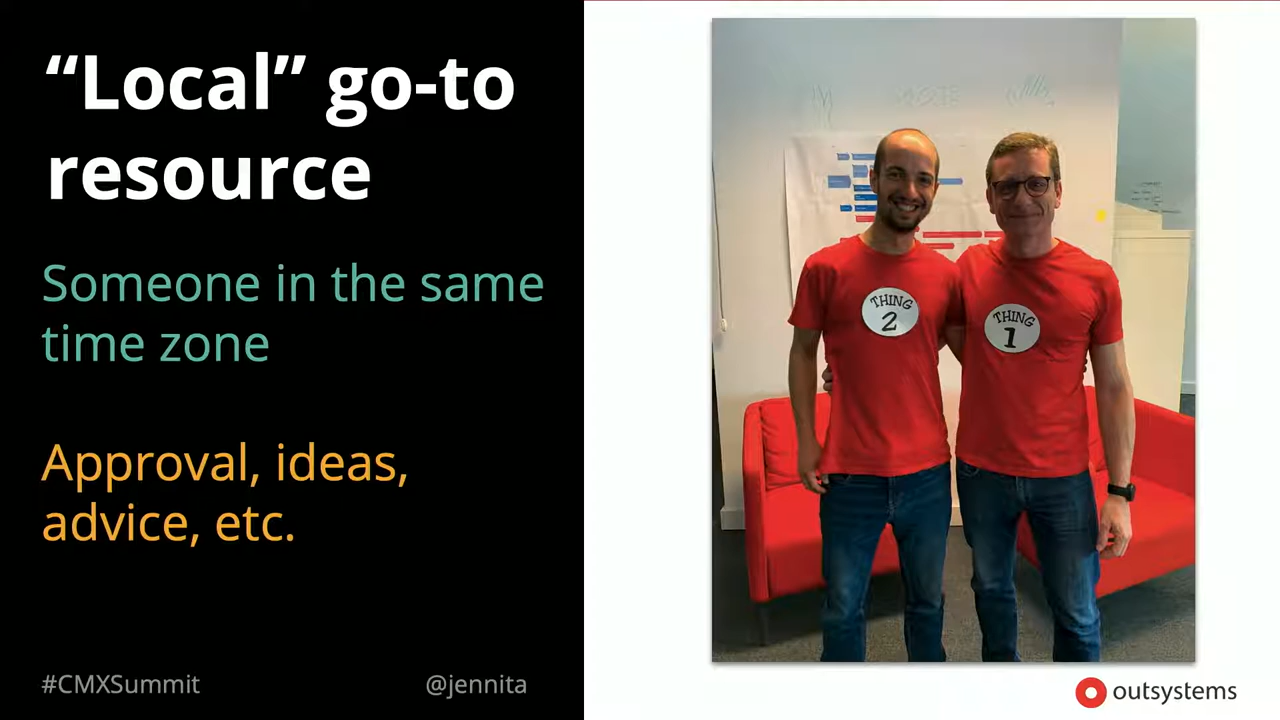 “Local” go-to
resource
Someone in the same
time zone
Approval, ideas,
advice, etc.
#CMXSummit
@jennita
THING
2
THING
1
outsystems